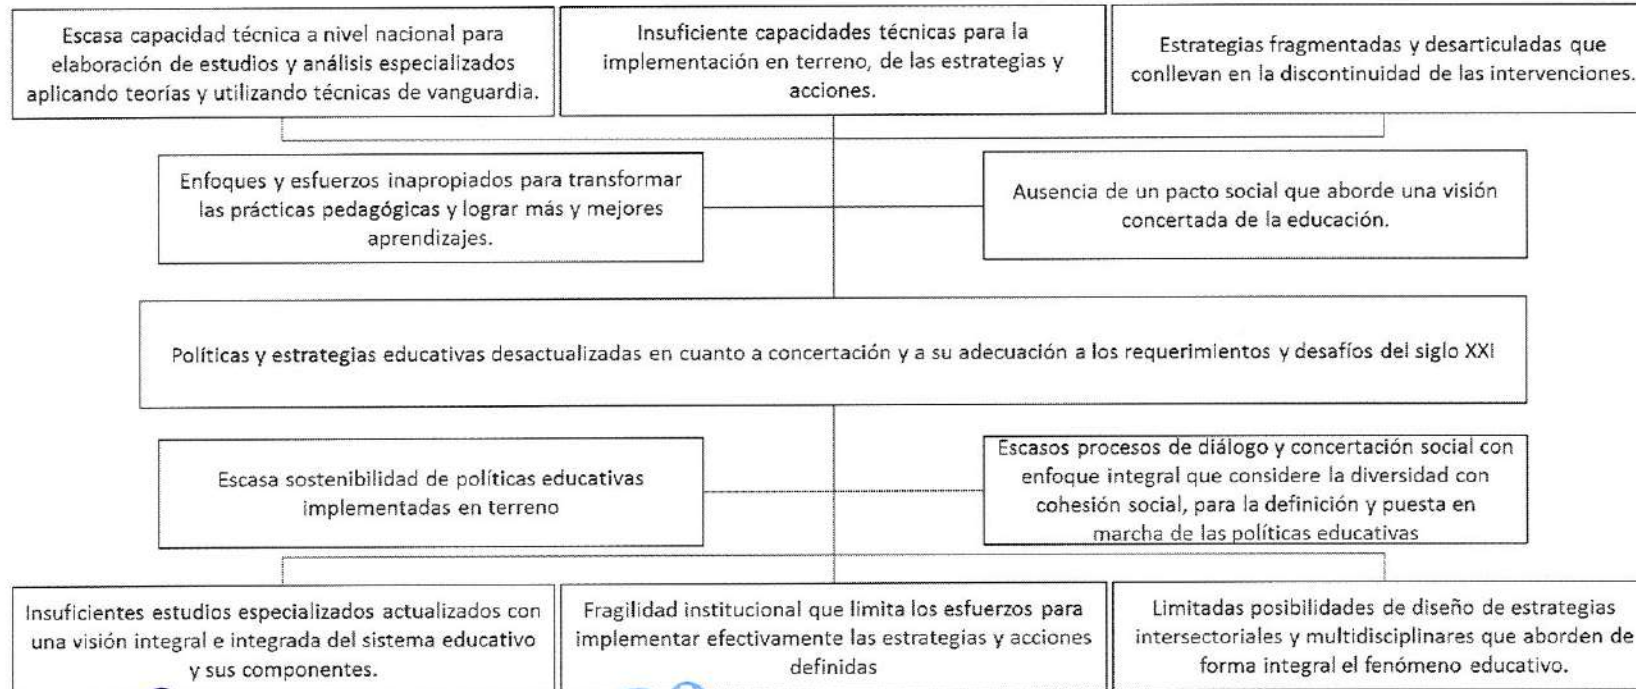 Escasa capacidad técnica a nivel nacional para
elaboración de estudios y análisis especializados
aplicando teorías y utilizando técnicas de vanguardia.
Insuficiente capacidades técnicas para la
implementación en terreno, de las estrategias y
acciones.
Estrategias fragmentadas y desarticuladas que
conllevan en la discontinuidad de las intervenciones.
Enfoques y esfuerzos inapropiados para transformar
las prácticas pedagógicas y lograr más y mejores
aprendizajes.
Ausencia de un pacto social que aborde una visión
concertada de la educación.
Políticas y estrategias educativas desactualizadas en cuanto a concertación y a su adecuación a los requerimientos y desafíos del siglo XXI
Escasa sostenibilidad de políticas educativas
implementadas en terreno
Escasos procesos de diálogo y concertación social con
enfoque integral que considere la diversidad con
cohesión social, para la definición y puesta en
marcha de las políticas educativas
Insuficientes estudios especializados actualizados con
una visión integral e integrada del sistema educativo
y sus componentes.
Fragilidad institucional que limita los esfuerzos para
implementar efectivamente las estrategias y acciones
definidas
Limitadas posibilidades de diseño de estrategias
intersectoriales y multidisciplinares que aborden de
forma integral el fenómeno educativo.